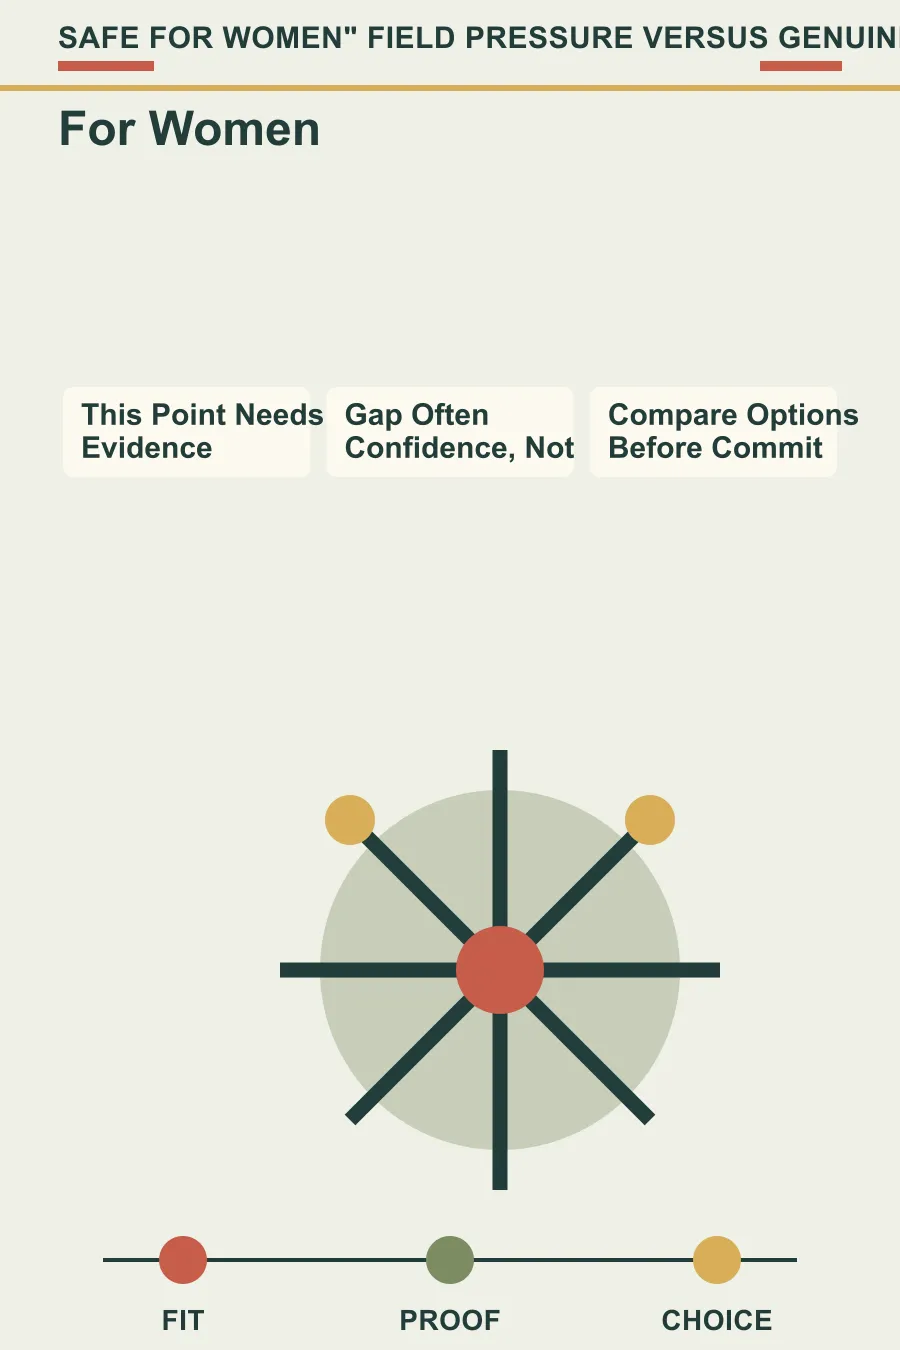 SAFE FOR WOMEN" FIELD PRESSURE VERSUS GENUIN
For Women
This Point Needs
Evidence
Gap Often
Confidence, Not
Compare Options
Before Commit
FIT
PROOF
CHOICE